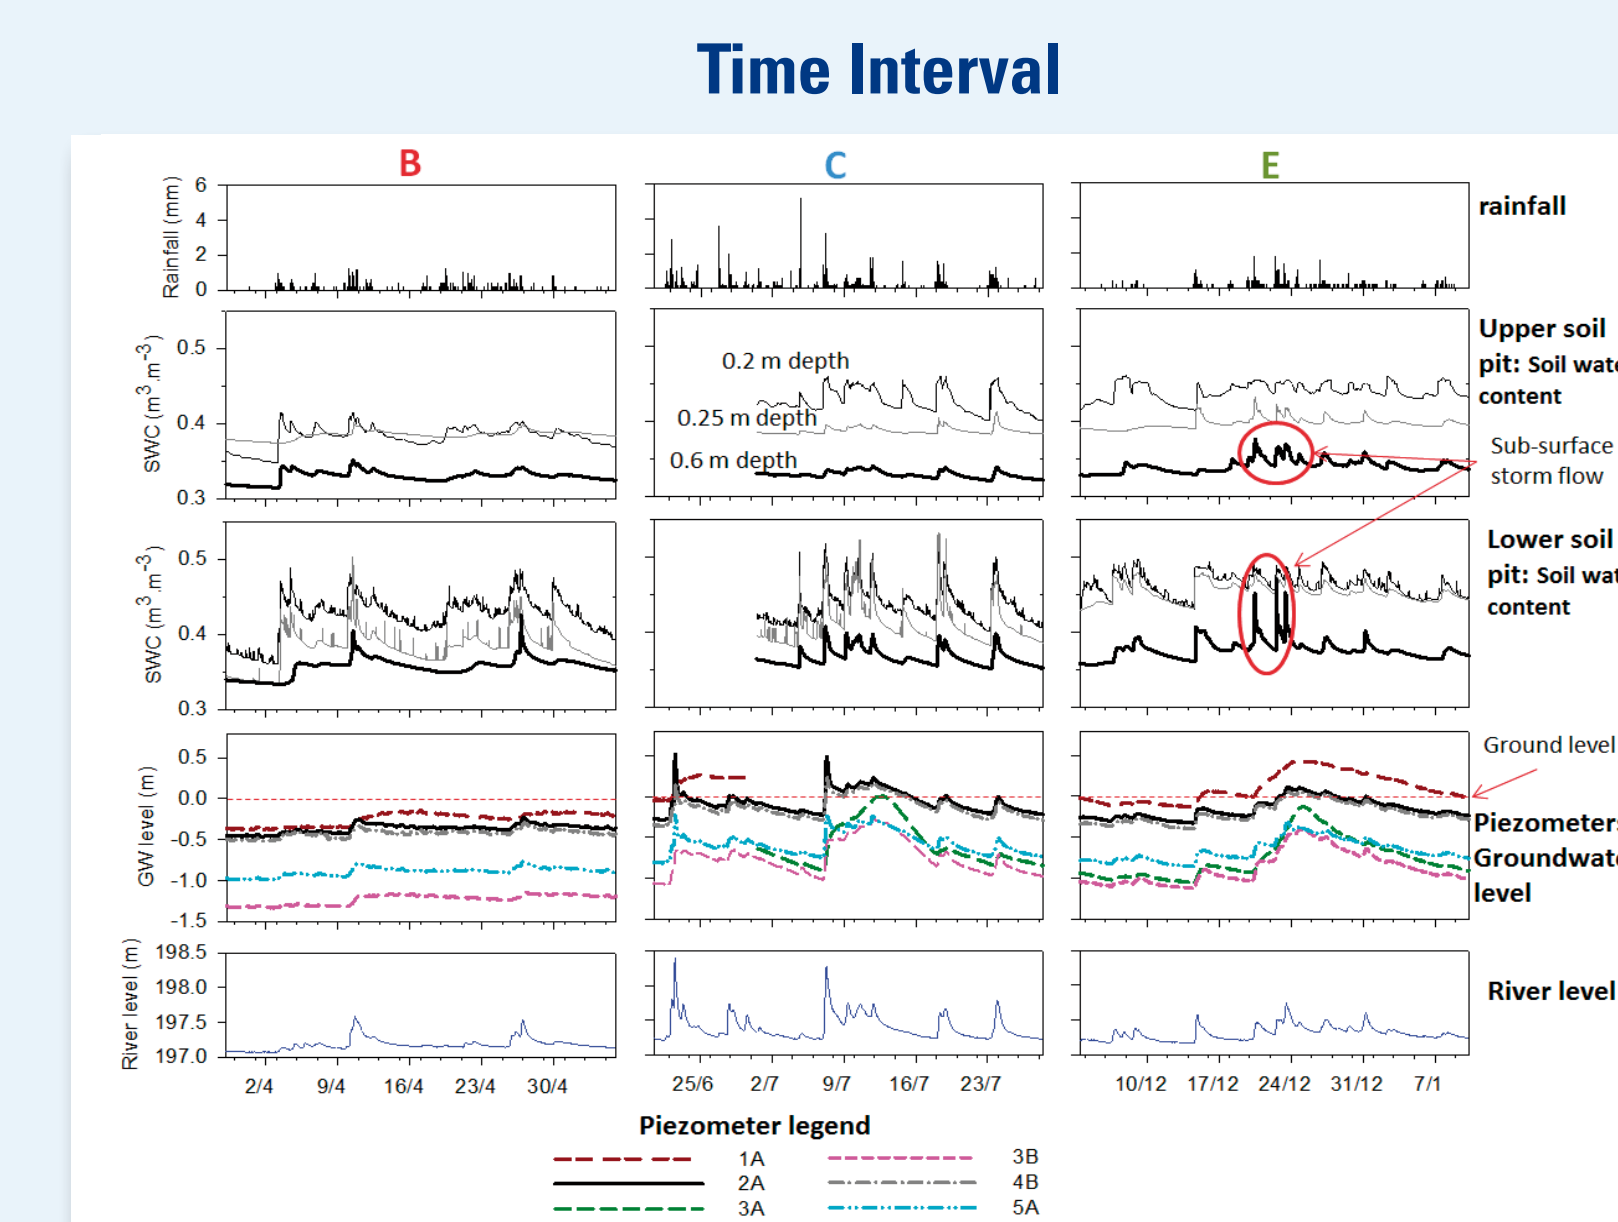 Time Interval
B
C
E
Rainfall (mm)
6
4
2
0
rainfall
SWC (m³.m⁻³)
0.5
0.4
0.3
0.2 m depth
0.25 m depth
0.6 m depth
Upper soil
pit: Soil wate
content
Sub-surface
storm flow
SWC (m³.m⁻³)
0.5
0.4
0.3
Lower soil
pit: Soil wat
content
GW level (m)
0.5
0.0
-0.5
-1.0
-1.5
Ground level
Piezometers
Groundwate
level
River level (m)
198.5
198.0
197.5
197.0
River level
2/4 9/4 16/4 23/4 30/4
25/6 2/7 9/7 16/7 23/7
10/12 17/12 24/12 31/12 7/1
Piezometer legend
1A 3B
2A 4B
3A 5A